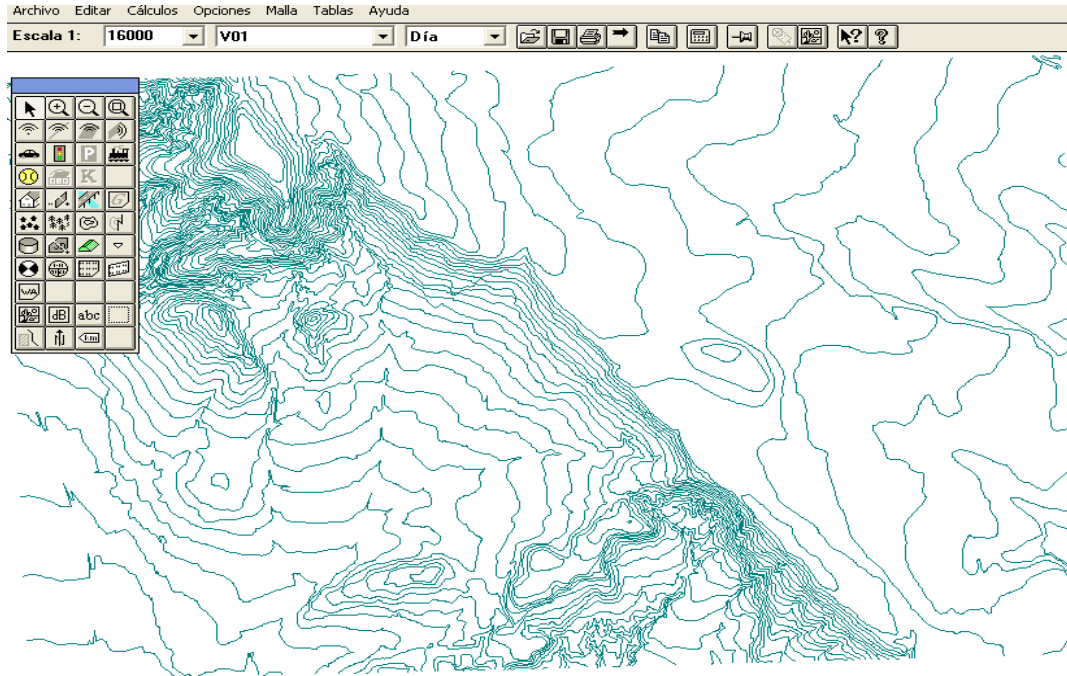 Archivo Editar Cálculos Opciones Malla Tablas Ayuda
Escala 1: 16000 V01 Día
P
K
G
dB abc